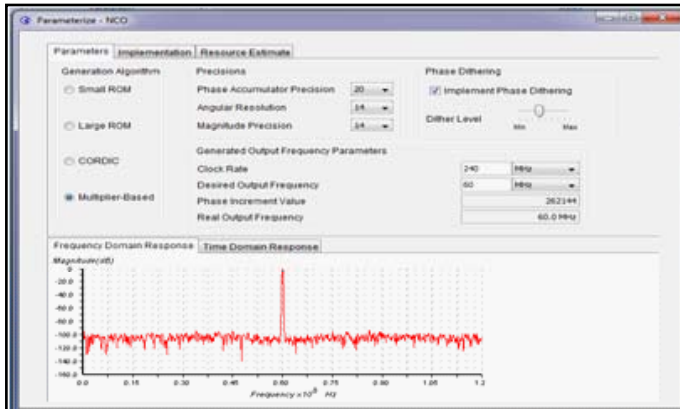 Parameterize - NCO
Parameters Implementation Resource Estimate
Generation Algorithm
Small ROM
Large ROM
CORDIC
Multiplier-Based
Precisions
Phase Accumulator Precision 20
Angular Resolution 14
Magnitude Precision 14
Phase Dithering
Implement Phase Dithering
Dither Level
Min Max
Generated Output Frequency Parameters
Clock Rate 240 MHz
Desired Output Frequency 60 MHz
Phase Increment Value 262144
Real Output Frequency 60.0 MHz
Frequency Domain Response Time Domain Response
Magnitude(dB)
0
-20.0
-40.0
-60.0
-80.0
-100.0
-120.0
-140.0
-160.0
0.0 0.15 0.30 0.45 0.60 0.75 0.90 1.05 1.2
Frequency x10⁸ Hz